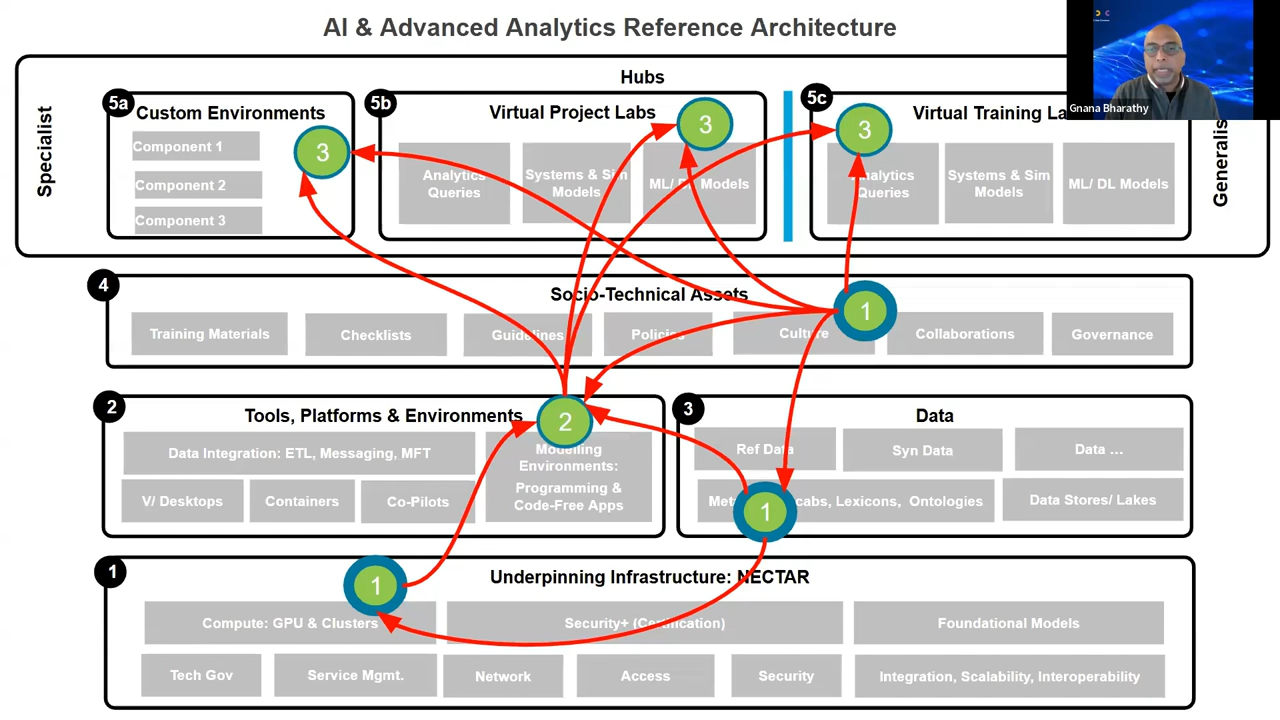 AI & Advanced Analytics Reference Architecture
Hubs
Gnana Bharathy
Specialist
5a
Custom Environments
3
Component 1
Component 2
Component 3
5b
Virtual Project Labs
3
Analytics
Queries
Systems & Sim
Models
ML/ Models
5c
Virtual Training
3
Analytics
Queries
Systems & Sim
Models
ML/ DL Models
4
Socio-Technical Assets
1
Training Materials
Checklists
Guidelines
Policies
Culture
Collaborations
Governance
2
Tools, Platforms & Environments
2
Data Integration: ETL, Messaging, MFT
V/ Desktops
Containers
Co-Pilots
Modelling
Environments:
Programming &
Code-Free Apps
3
Data
Ref Data
Syn Data
Data ...
1
Lexicons, Ontologies
Data Stores/ Lakes
1
1
Underpinning Infrastructure: NECTAR
Compute: GPU & Clusters
Security+ (Certification)
Foundational Models
Tech Gov
Service Mgmt.
Network
Access
Security
Integration, Scalability, Interoperability